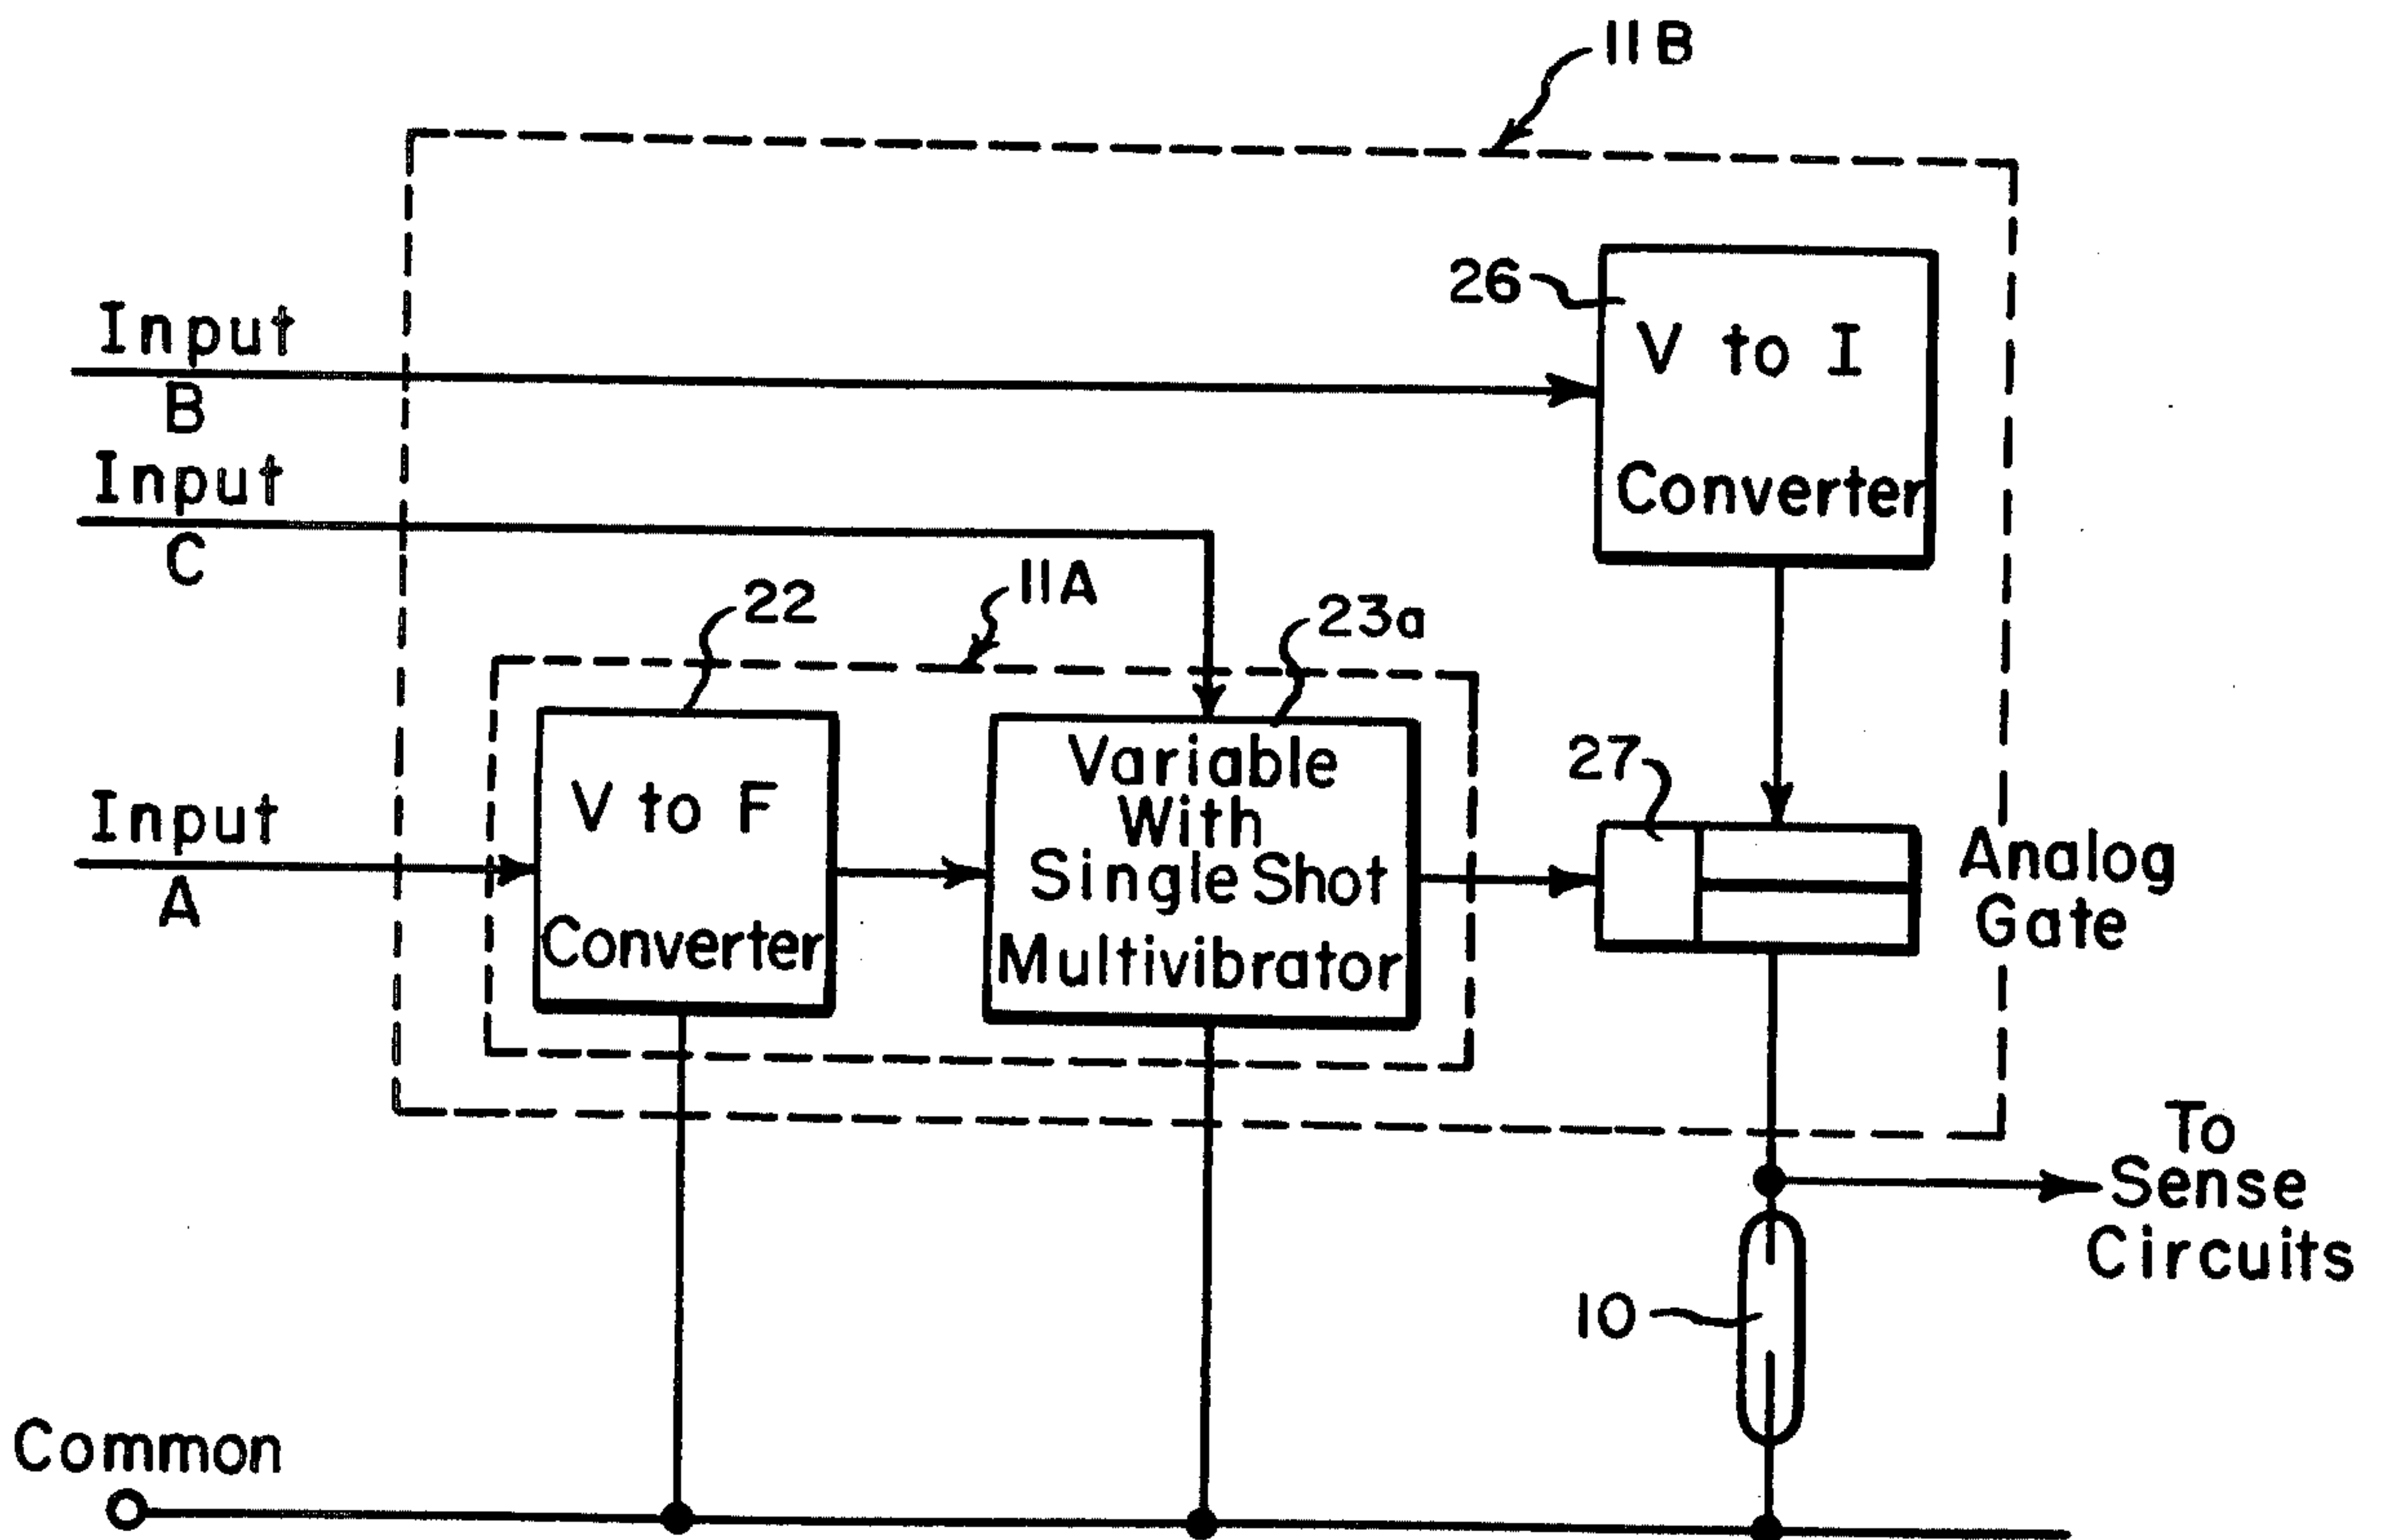 11B
26
V to I
Converter
Input
B
Input
C
22
11A
23a
V to F
Converter
Variable
With
Single Shot
Multivibrator
27
Analog
Gate
Input
A
To
Sense
Circuits
10
Common